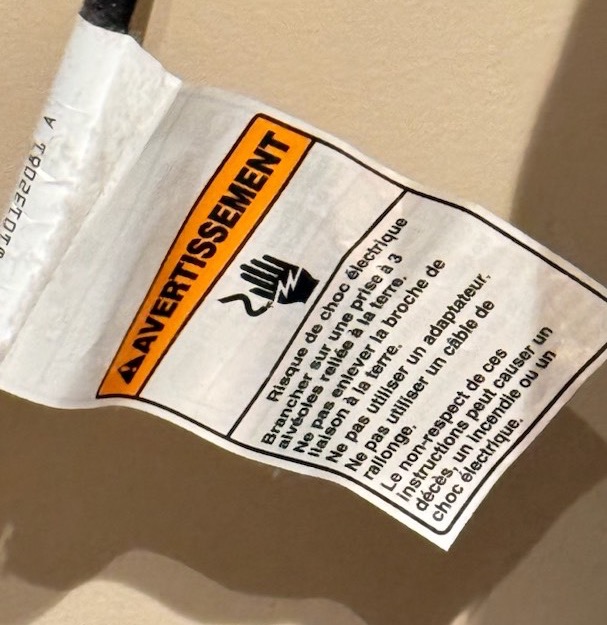 AVERTISSEMENT
Risque de choc électrique
Brancher sur une prise à 3
alvéoles reliée à la terre.
Ne pas enlever la broche de
liaison à la terre.
Ne pas utiliser un adaptateur.
Ne pas utiliser un câble de
rallonge.
Le non-respect de ces
instructions peut causer un
décès, un incendie ou un
choc électrique.